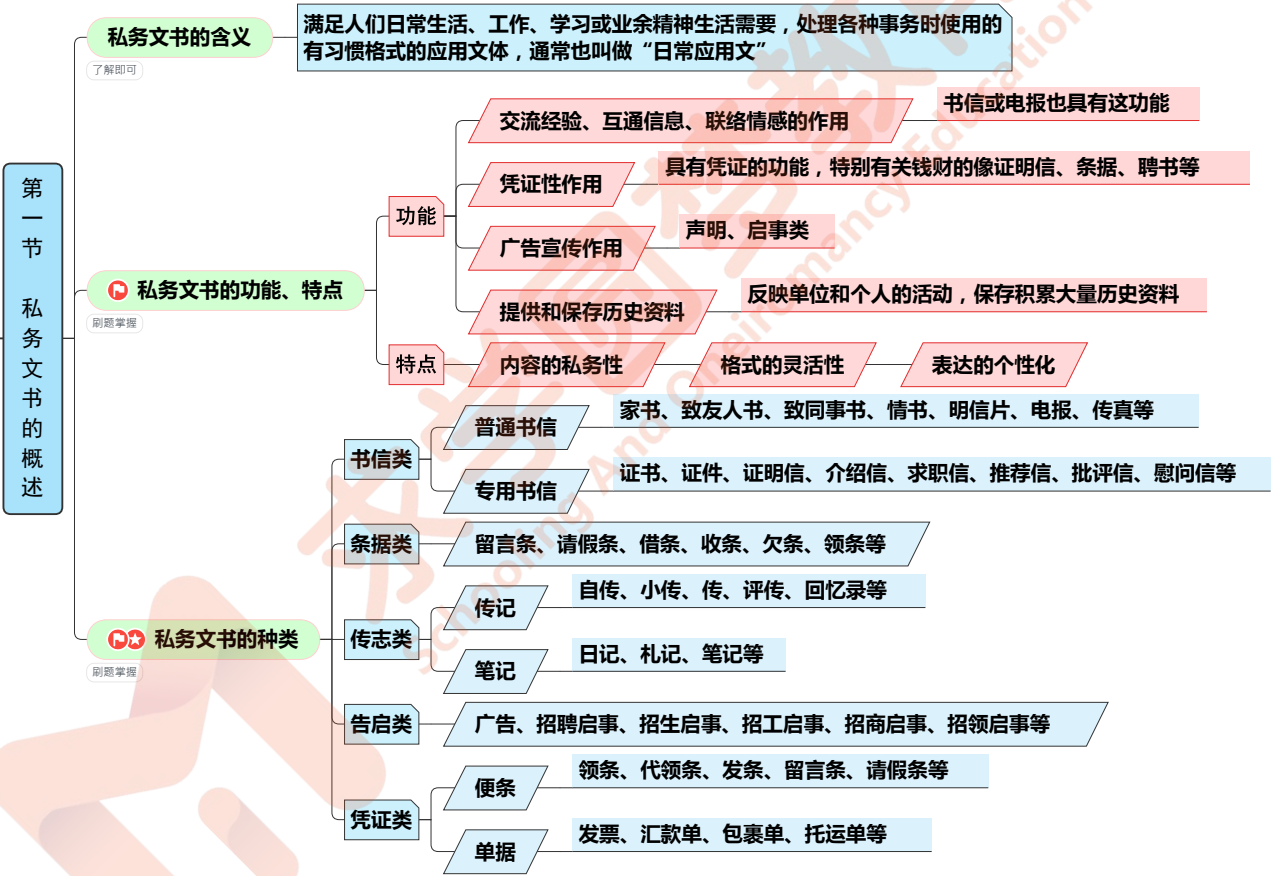 第一节 私务文书的概述
私务文书的含义
了解即可
满足人们日常生活、工作、学习或业余精神生活需要，处理各种事务时使用的
有习惯格式的应用文体，通常也叫做“日常应用文”
私务文书的功能、特点
刷题掌握
功能
交流经验、互通信息、联络情感的作用
书信或电报也具有这功能
凭证性作用
具有凭证的功能，特别有关钱财的像证明信、条据、聘书等
广告宣传作用
声明、启事类
提供和保存历史资料
反映单位和个人的活动，保存积累大量历史资料
特点
内容的私务性
格式的灵活性
表达的个性化
私务文书的种类
刷题掌握
书信类
普通书信
家书、致友人书、致同事书、情书、明信片、电报、传真等
专用书信
证书、证件、证明信、介绍信、求职信、推荐信、批评信、慰问信等
条据类
留言条、请假条、借条、收条、欠条、领条等
传志类
传记
自传、小传、传、评传、回忆录等
笔记
日记、札记、笔记等
告启类
广告、招聘启事、招生启事、招工启事、招商启事、招领启事等
凭证类
便条
领条、代领条、发条、留言条、请假条等
单据
发票、汇款单、包裹单、托运单等
求学圆梦教
Schooling And Oneiromancy Education